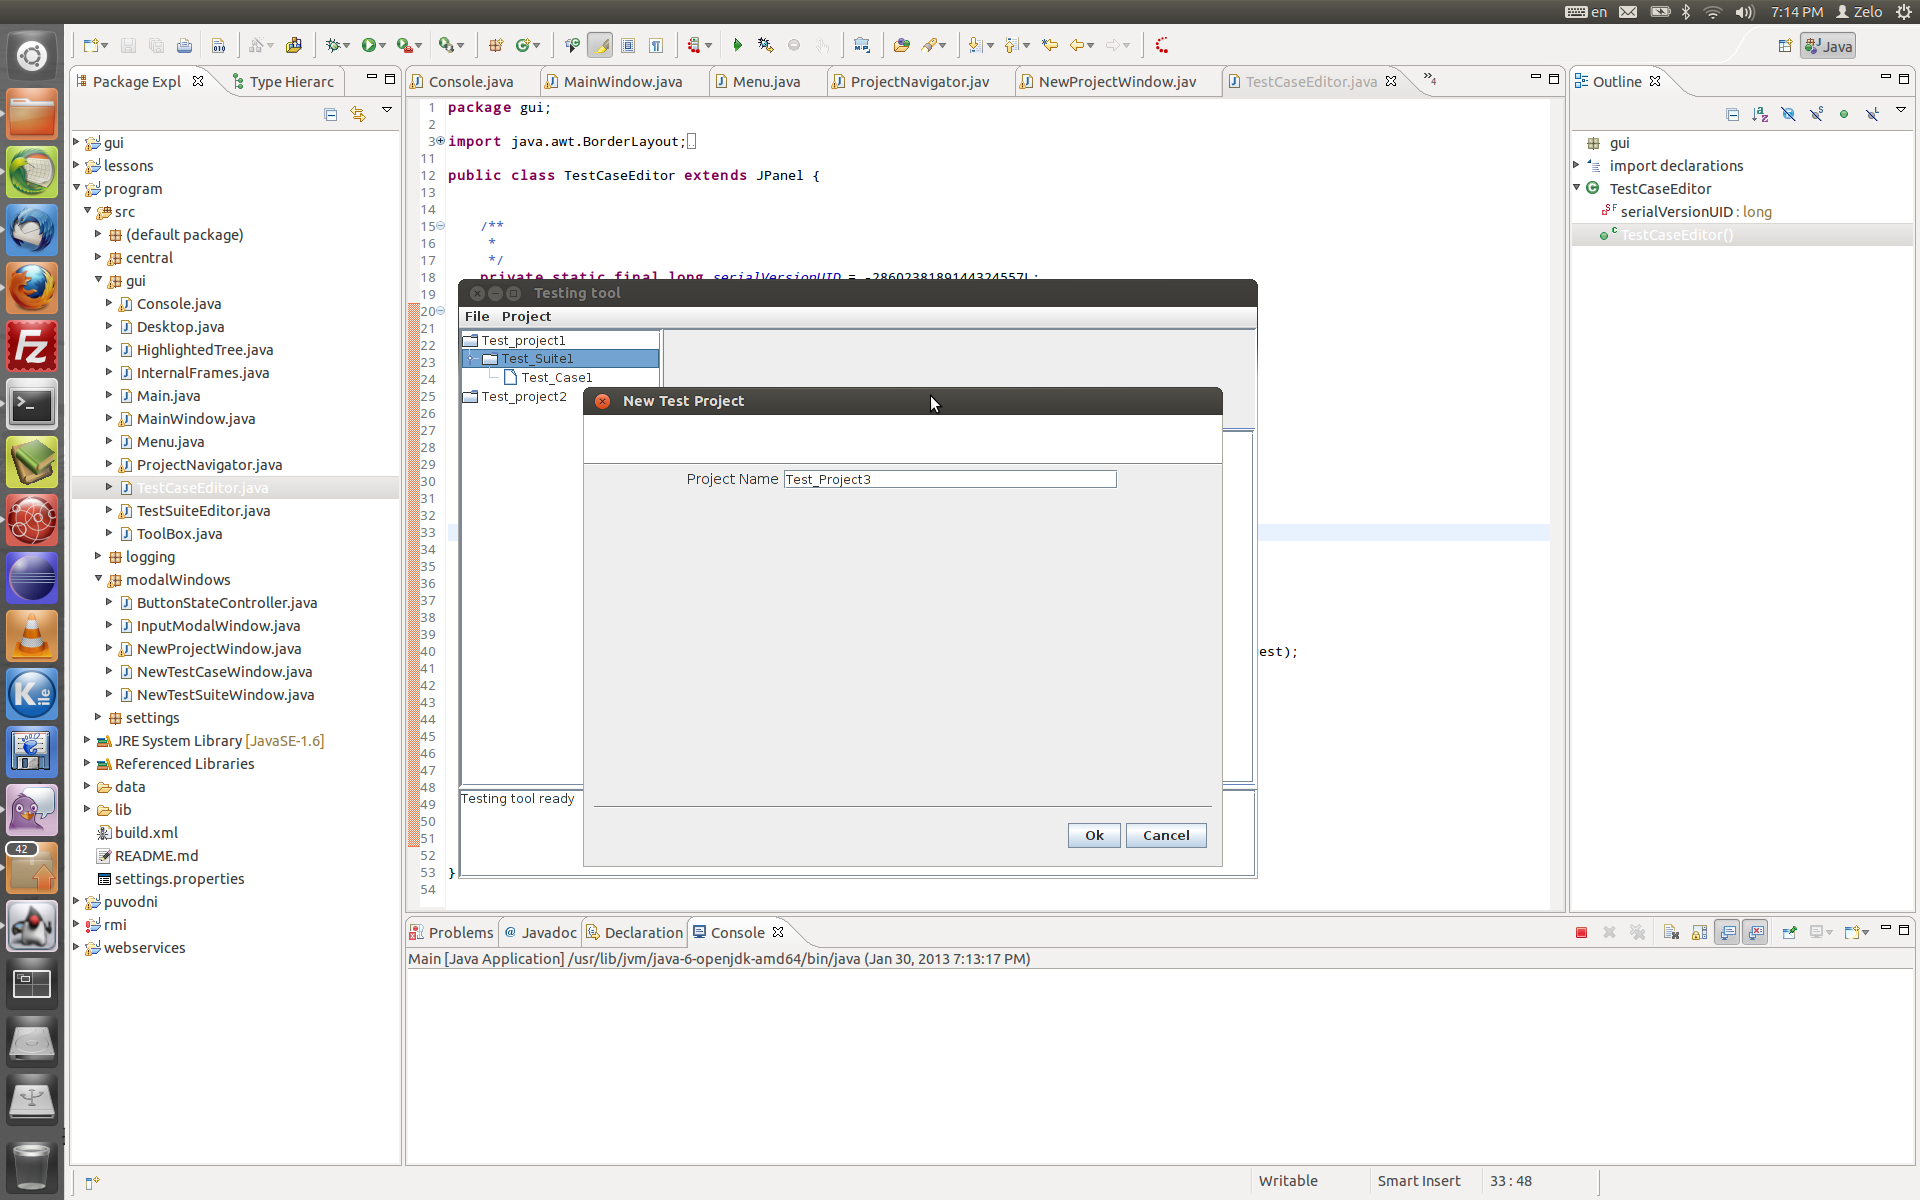 en 7:14 PM Zelo
Java
Package Expl Type Hierarc
Console.java MainWindow.java Menu.java ProjectNavigator.jav NewProjectWindow.jav TestCaseEditor.java 4
Outline
gui
lessons
program
src
(default package)
central
gui
Console.java
Desktop.java
HighlightedTree.java
InternalFrames.java
Main.java
MainWindow.java
Menu.java
ProjectNavigator.java
TestCaseEditor.java
TestSuiteEditor.java
ToolBox.java
logging
modalWindows
ButtonStateController.java
InputModalWindow.java
NewProjectWindow.java
NewTestCaseWindow.java
NewTestSuiteWindow.java
settings
JRE System Library [JavaSE-1.6]
Referenced Libraries
data
lib
build.xml
README.md
settings.properties
puvodni
rmi
webservices
42
1 package gui;
2
3 import java.awt.BorderLayout;
11
12 public class TestCaseEditor extends JPanel {
13
14
15 /**
16 *
17 */
18 private static final long serialVersionUID = -2860238189144324557L;
19
20
21
22
23
24
25
26
27
28
29
30
31
32
33
34
35
36
37
38
39
40 est);
41
42
43
44
45
46
47
48
49
50
51
52
53 }
54
Testing tool
File Project
Test_project1
Test_Suite1
Test_Case1
Test_project2
New Test Project
Project Name Test_Project3
Ok Cancel
Testing tool ready
gui
import declarations
TestCaseEditor
serialVersionUID : long
TestCaseEditor()
Problems @ Javadoc Declaration Console
Main [Java Application] /usr/lib/jvm/java-6-openjdk-amd64/bin/java (Jan 30, 2013 7:13:17 PM)
Writable Smart Insert 33 : 48